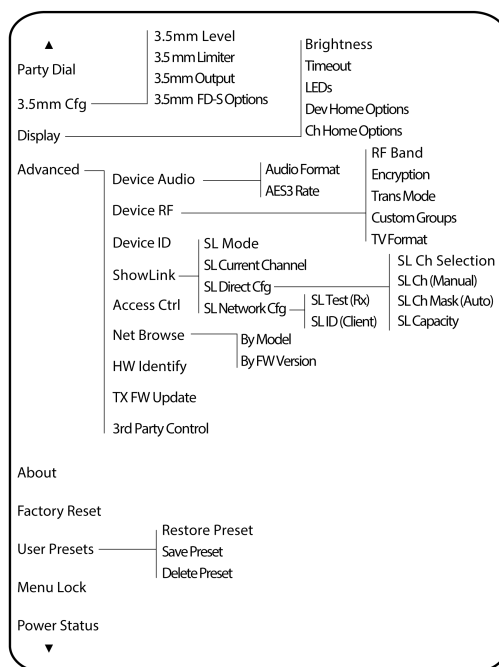 ▲
Party Dial
3.5mm Cfg
3.5mm Level
3.5 mm Limiter
3.5mm Output
3.5mm FD-S Options
Display
Brightness
Timeout
LEDs
Dev Home Options
Ch Home Options
Advanced
Device Audio
Audio Format
AES3 Rate
Device RF
RF Band
Encryption
Trans Mode
Custom Groups
TV Format
Device ID
ShowLink
SL Mode
SL Current Channel
SL Direct Cfg
SL Ch Selection
SL Ch (Manual)
SL Ch Mask (Auto)
SL Capacity
SL Network Cfg
SL Test (Rx)
SL ID (Client)
Access Ctrl
Net Browse
By Model
By FW Version
HW Identify
TX FW Update
3rd Party Control
About
Factory Reset
User Presets
Restore Preset
Save Preset
Delete Preset
Menu Lock
Power Status
▼